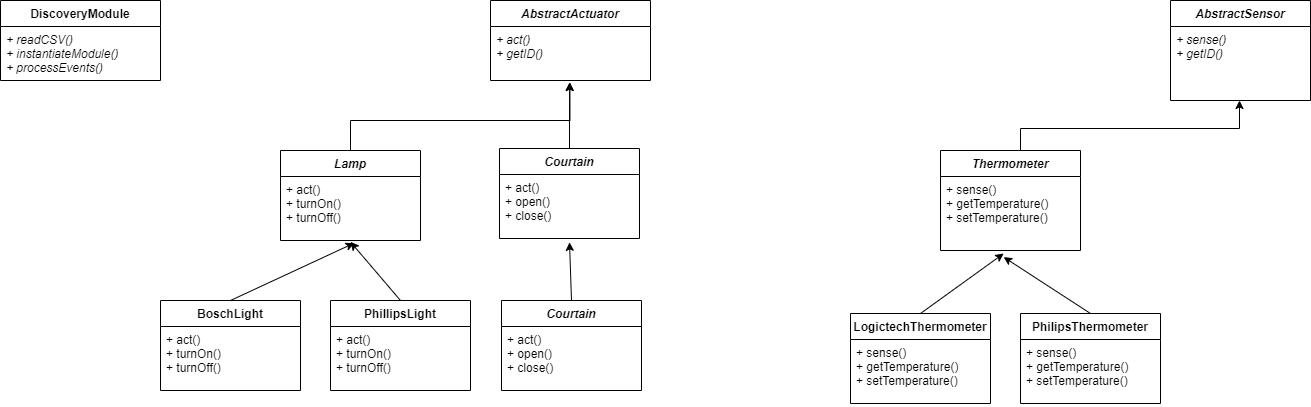 DiscoveryModule
+ readCSV()
+ instantiateModule()
+ processEvents()
AbstractActuator
+ act()
+ getID()
AbstractSensor
+ sense()
+ getID()
Lamp
+ act()
+ turnOn()
+ turnOff()
Courtain
+ act()
+ open()
+ close()
Thermometer
+ sense()
+ getTemperature()
+ setTemperature()
BoschLight
+ act()
+ turnOn()
+ turnOff()
PhillipsLight
+ act()
+ turnOn()
+ turnOff()
Courtain
+ act()
+ open()
+ close()
LogictechThermometer
+ sense()
+ getTemperature()
+ setTemperature()
PhilipsThermometer
+ sense()
+ getTemperature()
+ setTemperature()